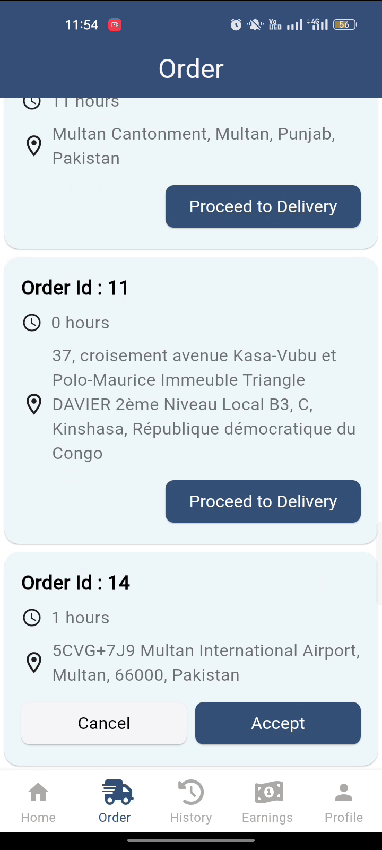 11:54
56
Order
11 hours
Multan Cantonment, Multan, Punjab,
Pakistan
Proceed to Delivery
Order Id : 11
0 hours
37, croisement avenue Kasa-Vubu et
Polo-Maurice Immeuble Triangle
DAVIER 2ème Niveau Local B3, C,
Kinshasa, République démocratique du
Congo
Proceed to Delivery
Order Id : 14
1 hours
5CVG+7J9 Multan International Airport,
Multan, 66000, Pakistan
Cancel
Accept
Home
Order
History
Earnings
Profile